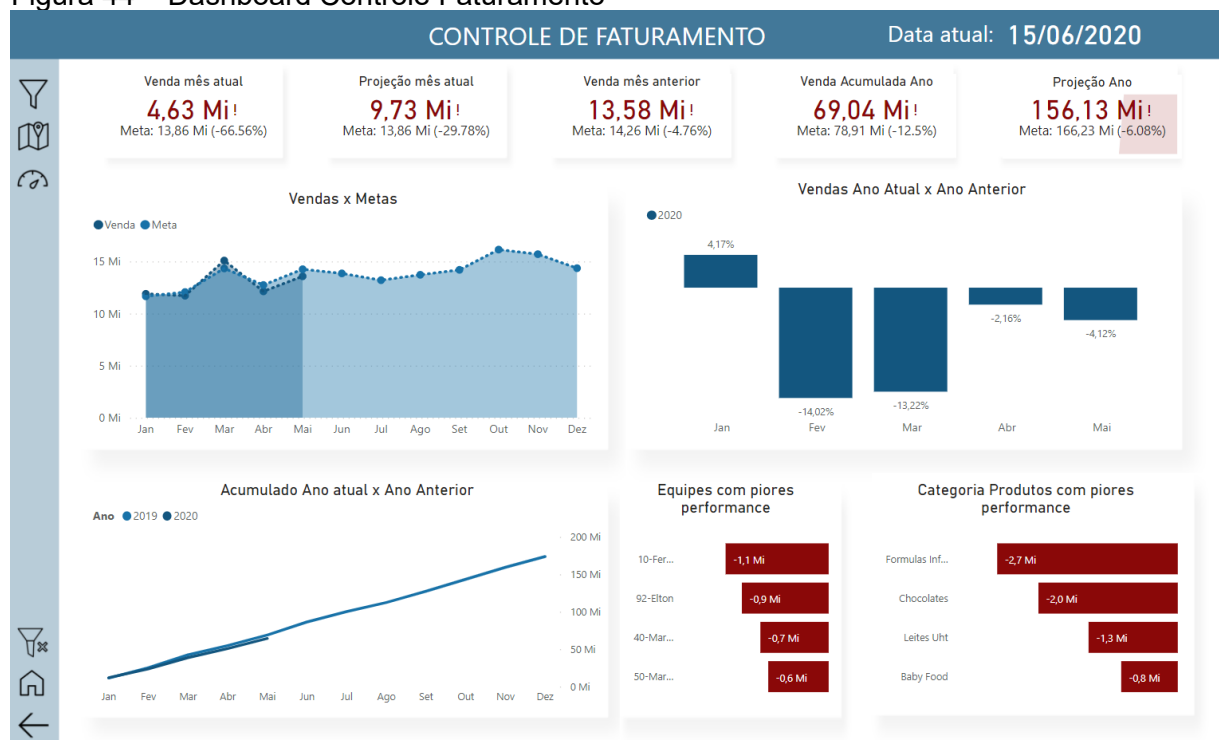 Figura 44 – Dashboard Controle Faturamento
CONTROLE DE FATURAMENTO
Data atual: 15/06/2020
Venda mês atual
4,63 Mi!
Meta: 13,86 Mi (-66.56%)
Projeção mês atual
9,73 Mi!
Meta: 13,86 Mi (-29.78%)
Venda mês anterior
13,58 Mi!
Meta: 14,26 Mi (-4.76%)
Venda Acumulada Ano
69,04 Mi!
Meta: 78,91 Mi (-12.5%)
Projeção Ano
156,13 Mi!
Meta: 166,23 Mi (-6.08%)
Vendas x Metas
Venda Meta
15 Mi
10 Mi
5 Mi
0 Mi
Jan Fev Mar Abr Mai Jun Jul Ago Set Out Nov Dez
Vendas Ano Atual x Ano Anterior
2020
4,17%
-14,02%
-13,22%
-2,16%
-4,12%
Jan Fev Mar Abr Mai
Acumulado Ano atual x Ano Anterior
Ano 2019 2020
200 Mi
150 Mi
100 Mi
50 Mi
0 Mi
Jan Fev Mar Abr Mai Jun Jul Ago Set Out Nov Dez
Equipes com piores
performance
10-Fer... -1,1 Mi
92-Elton -0,9 Mi
40-Mar... -0,7 Mi
50-Mar... -0,6 Mi
Categoria Produtos com piores
performance
Formulas Inf... -2,7 Mi
Chocolates -2,0 Mi
Leites Uht -1,3 Mi
Baby Food -0,8 Mi